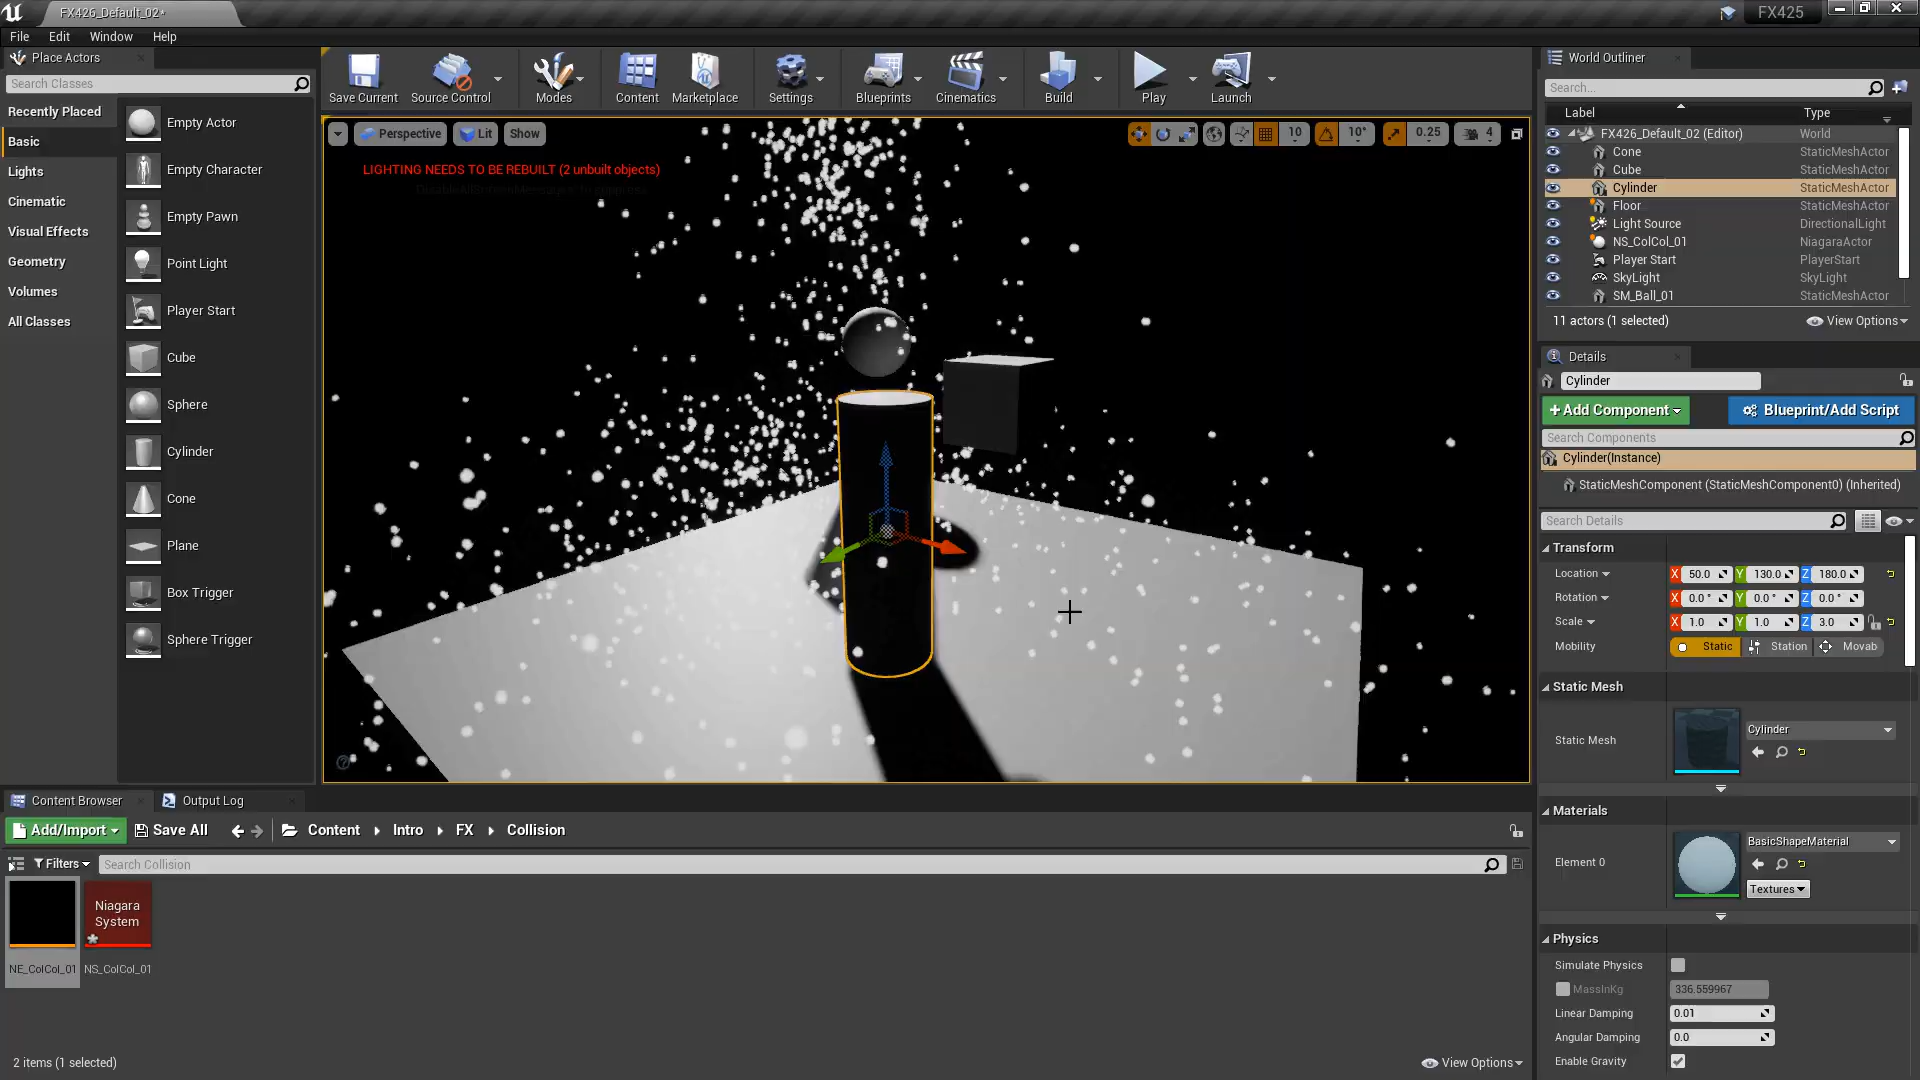 FX426_Default_02*
FX425
File Edit Window Help
Place Actors
Search Classes
Recently Placed
Basic
Lights
Cinematic
Visual Effects
Geometry
Volumes
All Classes
Empty Actor
Empty Character
Empty Pawn
Point Light
Player Start
Cube
Sphere
Cylinder
Cone
Plane
Box Trigger
Sphere Trigger
Save Current Source Control Modes Content Marketplace Settings Blueprints Cinematics Build Play Launch
Perspective Lit Show 10 10° 0.25 4
LIGHTING NEEDS TO BE REBUILT (2 unbuilt objects)
World Outliner
Search...
Label Type
FX426_Default_02 (Editor) World
Cone StaticMeshActor
Cube StaticMeshActor
Cylinder StaticMeshActor
Floor StaticMeshActor
Light Source DirectionalLight
NS_ColCol_01 NiagaraActor
Player Start PlayerStart
SkyLight SkyLight
SM_Ball_01 StaticMeshActor
11 actors (1 selected) View Options
Details
Cylinder
+Add Component Blueprint/Add Script
Search Components
Cylinder(Instance)
StaticMeshComponent (StaticMeshComponent0) (Inherited)
Search Details
Transform
Location X 50.0 Y 130.0 Z 180.0
Rotation X 0.0 ° Y 0.0 ° Z 0.0 °
Scale X 1.0 Y 1.0 Z 3.0
Mobility Static Station Movab
Static Mesh
Static Mesh Cylinder
Materials
Element 0 BasicShapeMaterial
Textures
Physics
Simulate Physics
MassInKg 336.559967
Linear Damping 0.01
Angular Damping 0.0
Enable Gravity
Content Browser Output Log
Add/Import Save All Content Intro FX Collision
Filters Search Collision
Niagara
System
NE_ColCol_01 NS_ColCol_01
2 items (1 selected) View Options